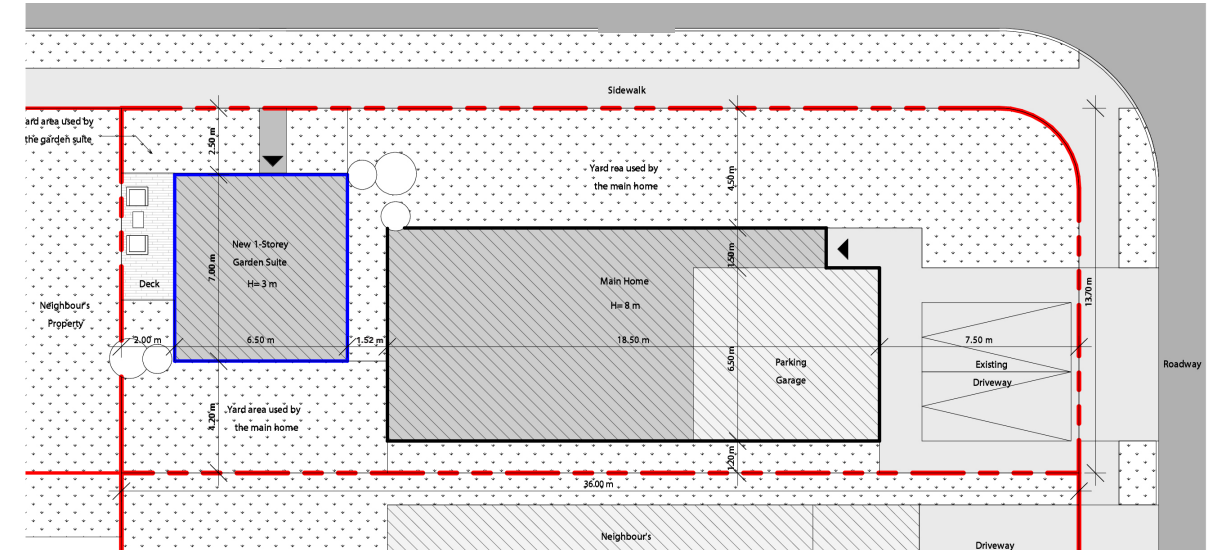 Sidewalk
ard area used by
the garden suite
2.50 m
Yard rea used by
the main home
4.50 m
New 1-Storey
Garden Suite
H= 3 m
7.00 m
Deck
1.50m
Main Home
H= 8 m
13.70 m
Neighbour's
Property
2.00 m
6.50 m
1.52 m
18.50 m
7.50 m
6.50 m
Parking
Garage
Existing
Driveway
Roadway
Yard area used by
the main home
4.20 m
1.20 m
36.00 m
Neighbour's
Driveway